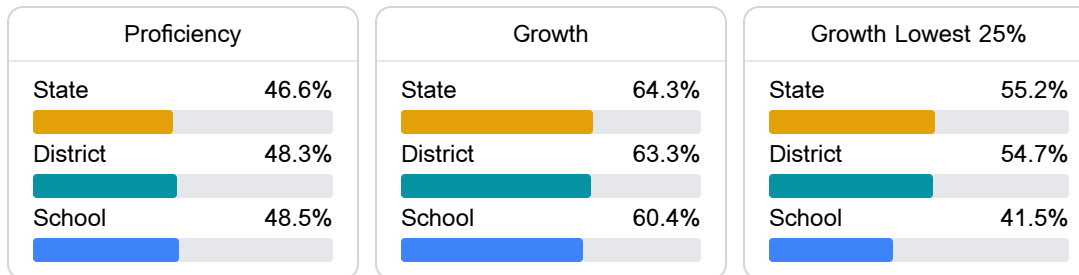 Proficiency
State 46.6%
District 48.3%
School 48.5%
Growth
State 64.3%
District 63.3%
School 60.4%
Growth Lowest 25%
State 55.2%
District 54.7%
School 41.5%